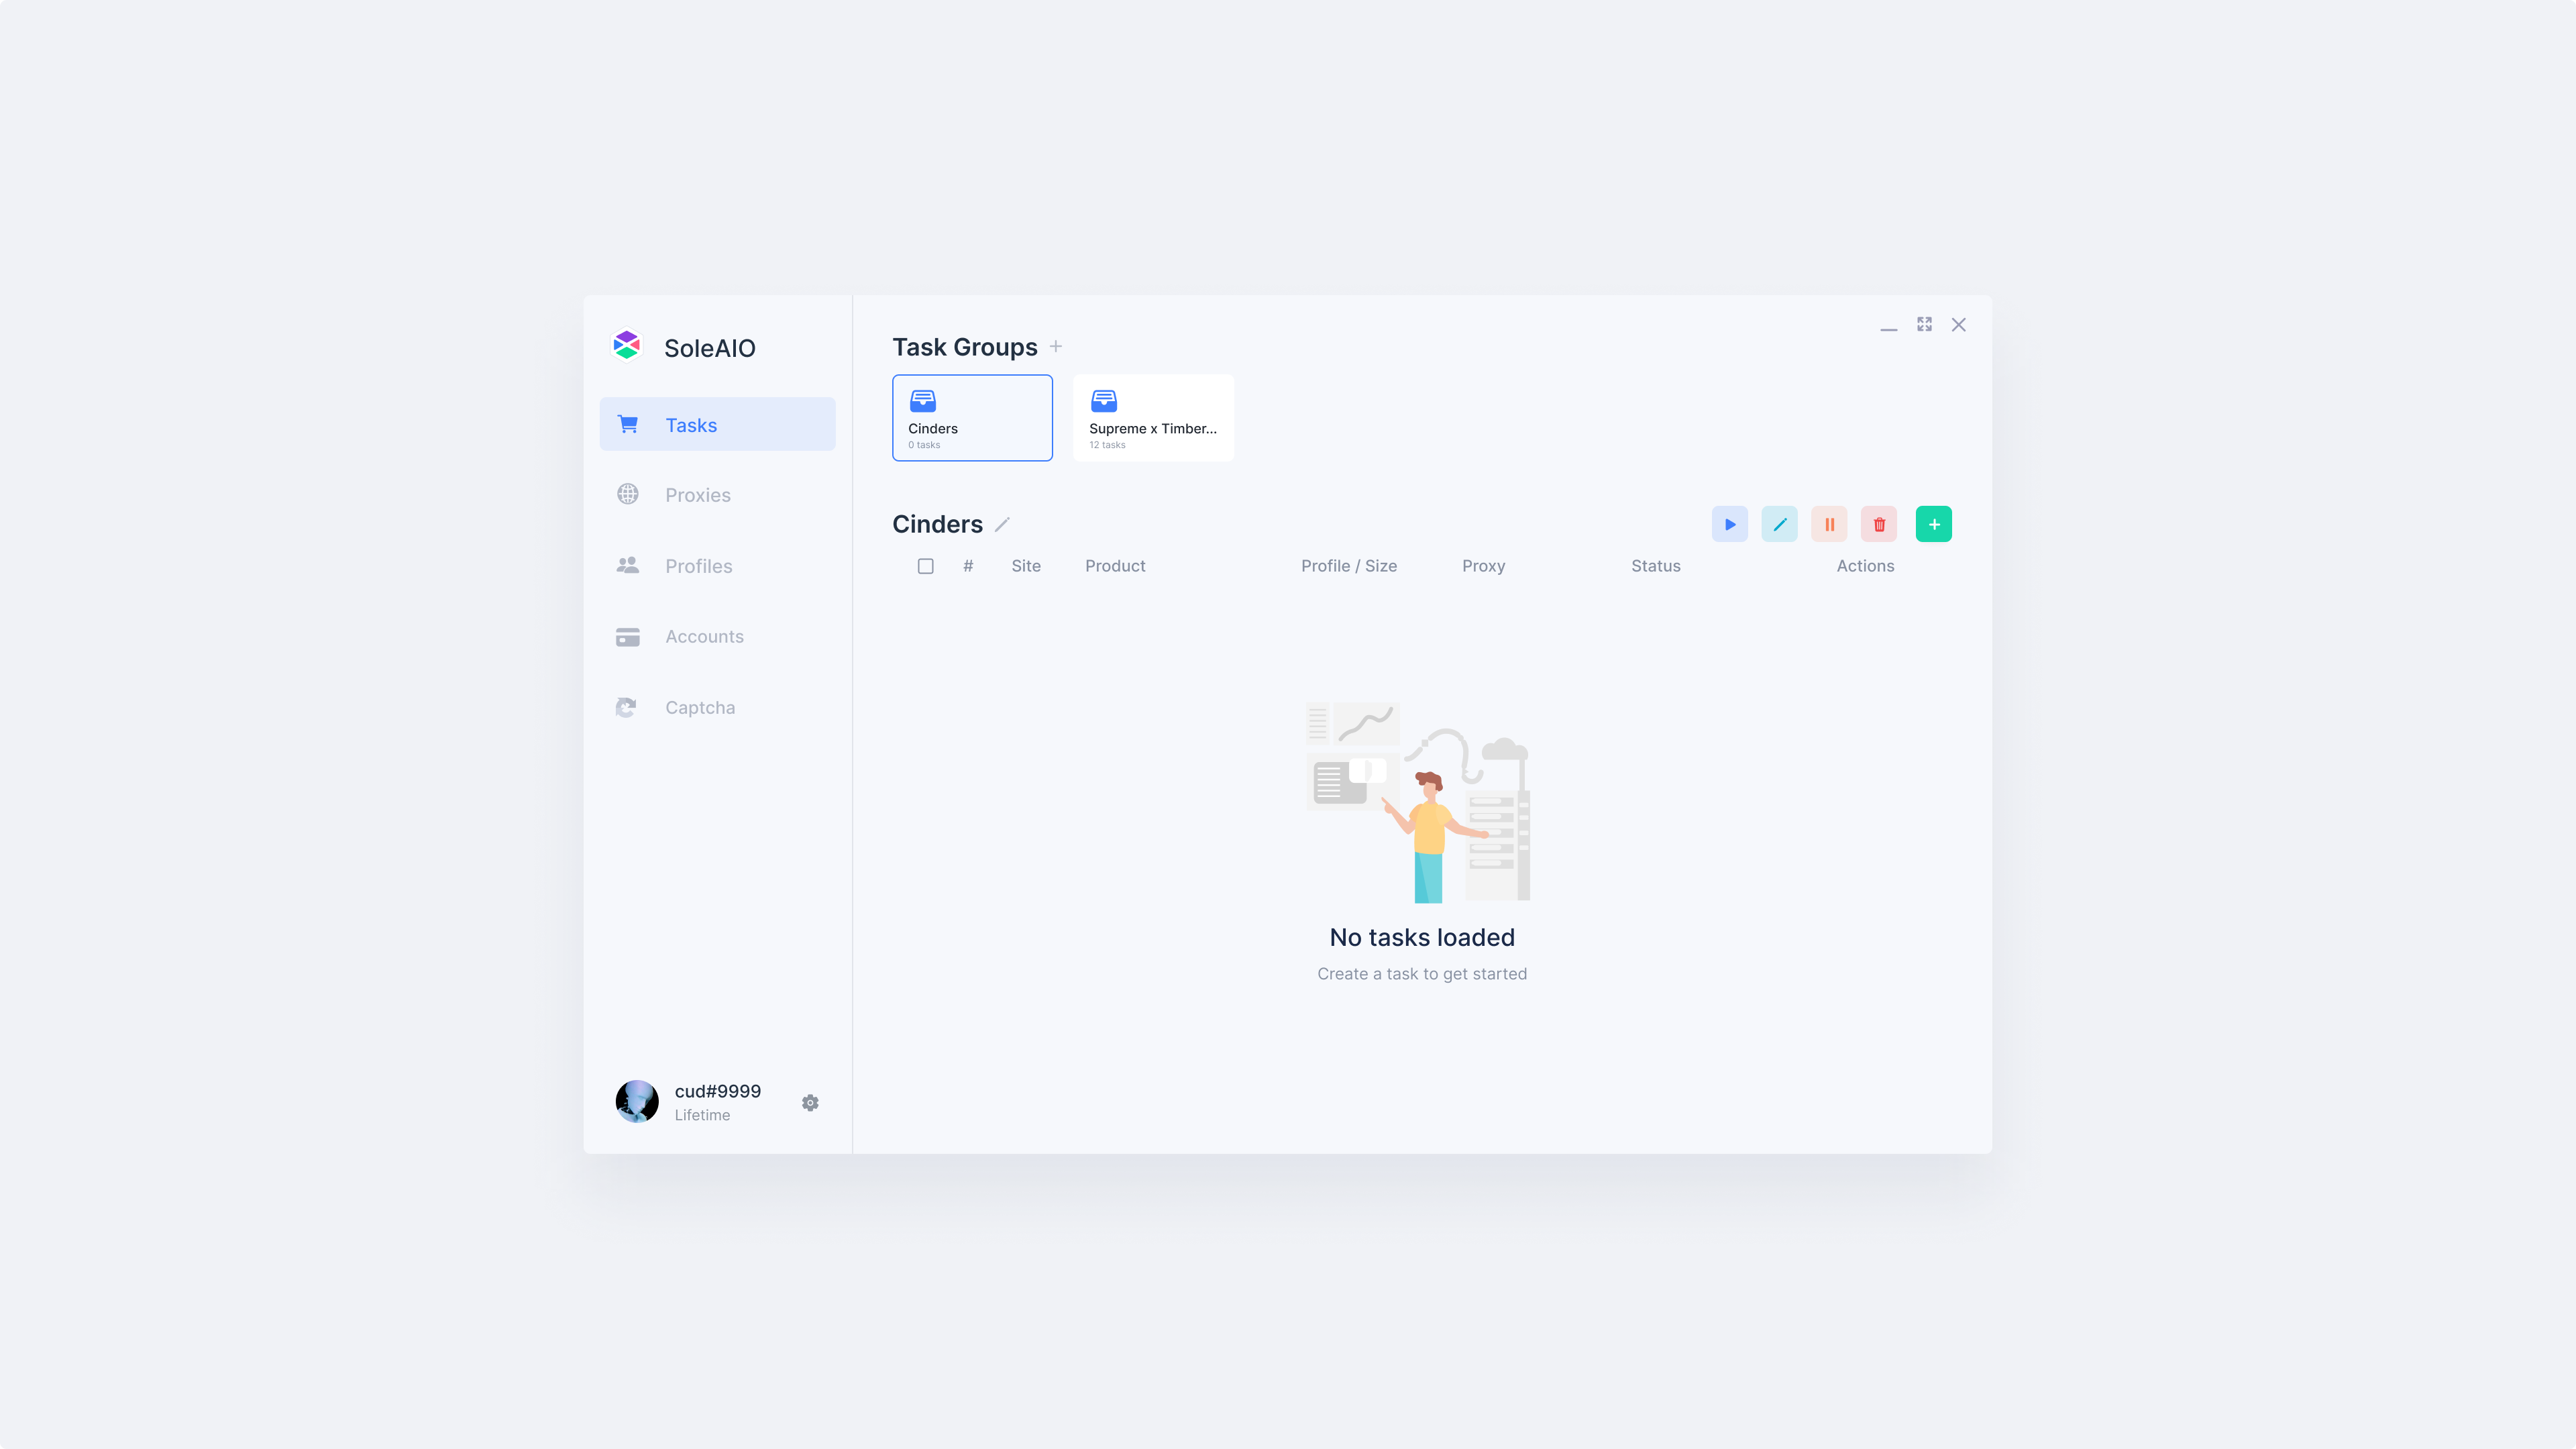 SoleAIO
Tasks
Proxies
Profiles
Accounts
Captcha
cud#9999
Lifetime
Task Groups
Cinders
0 tasks
Supreme x Timber...
12 tasks
Cinders
# Site Product Profile / Size Proxy Status Actions
No tasks loaded
Create a task to get started